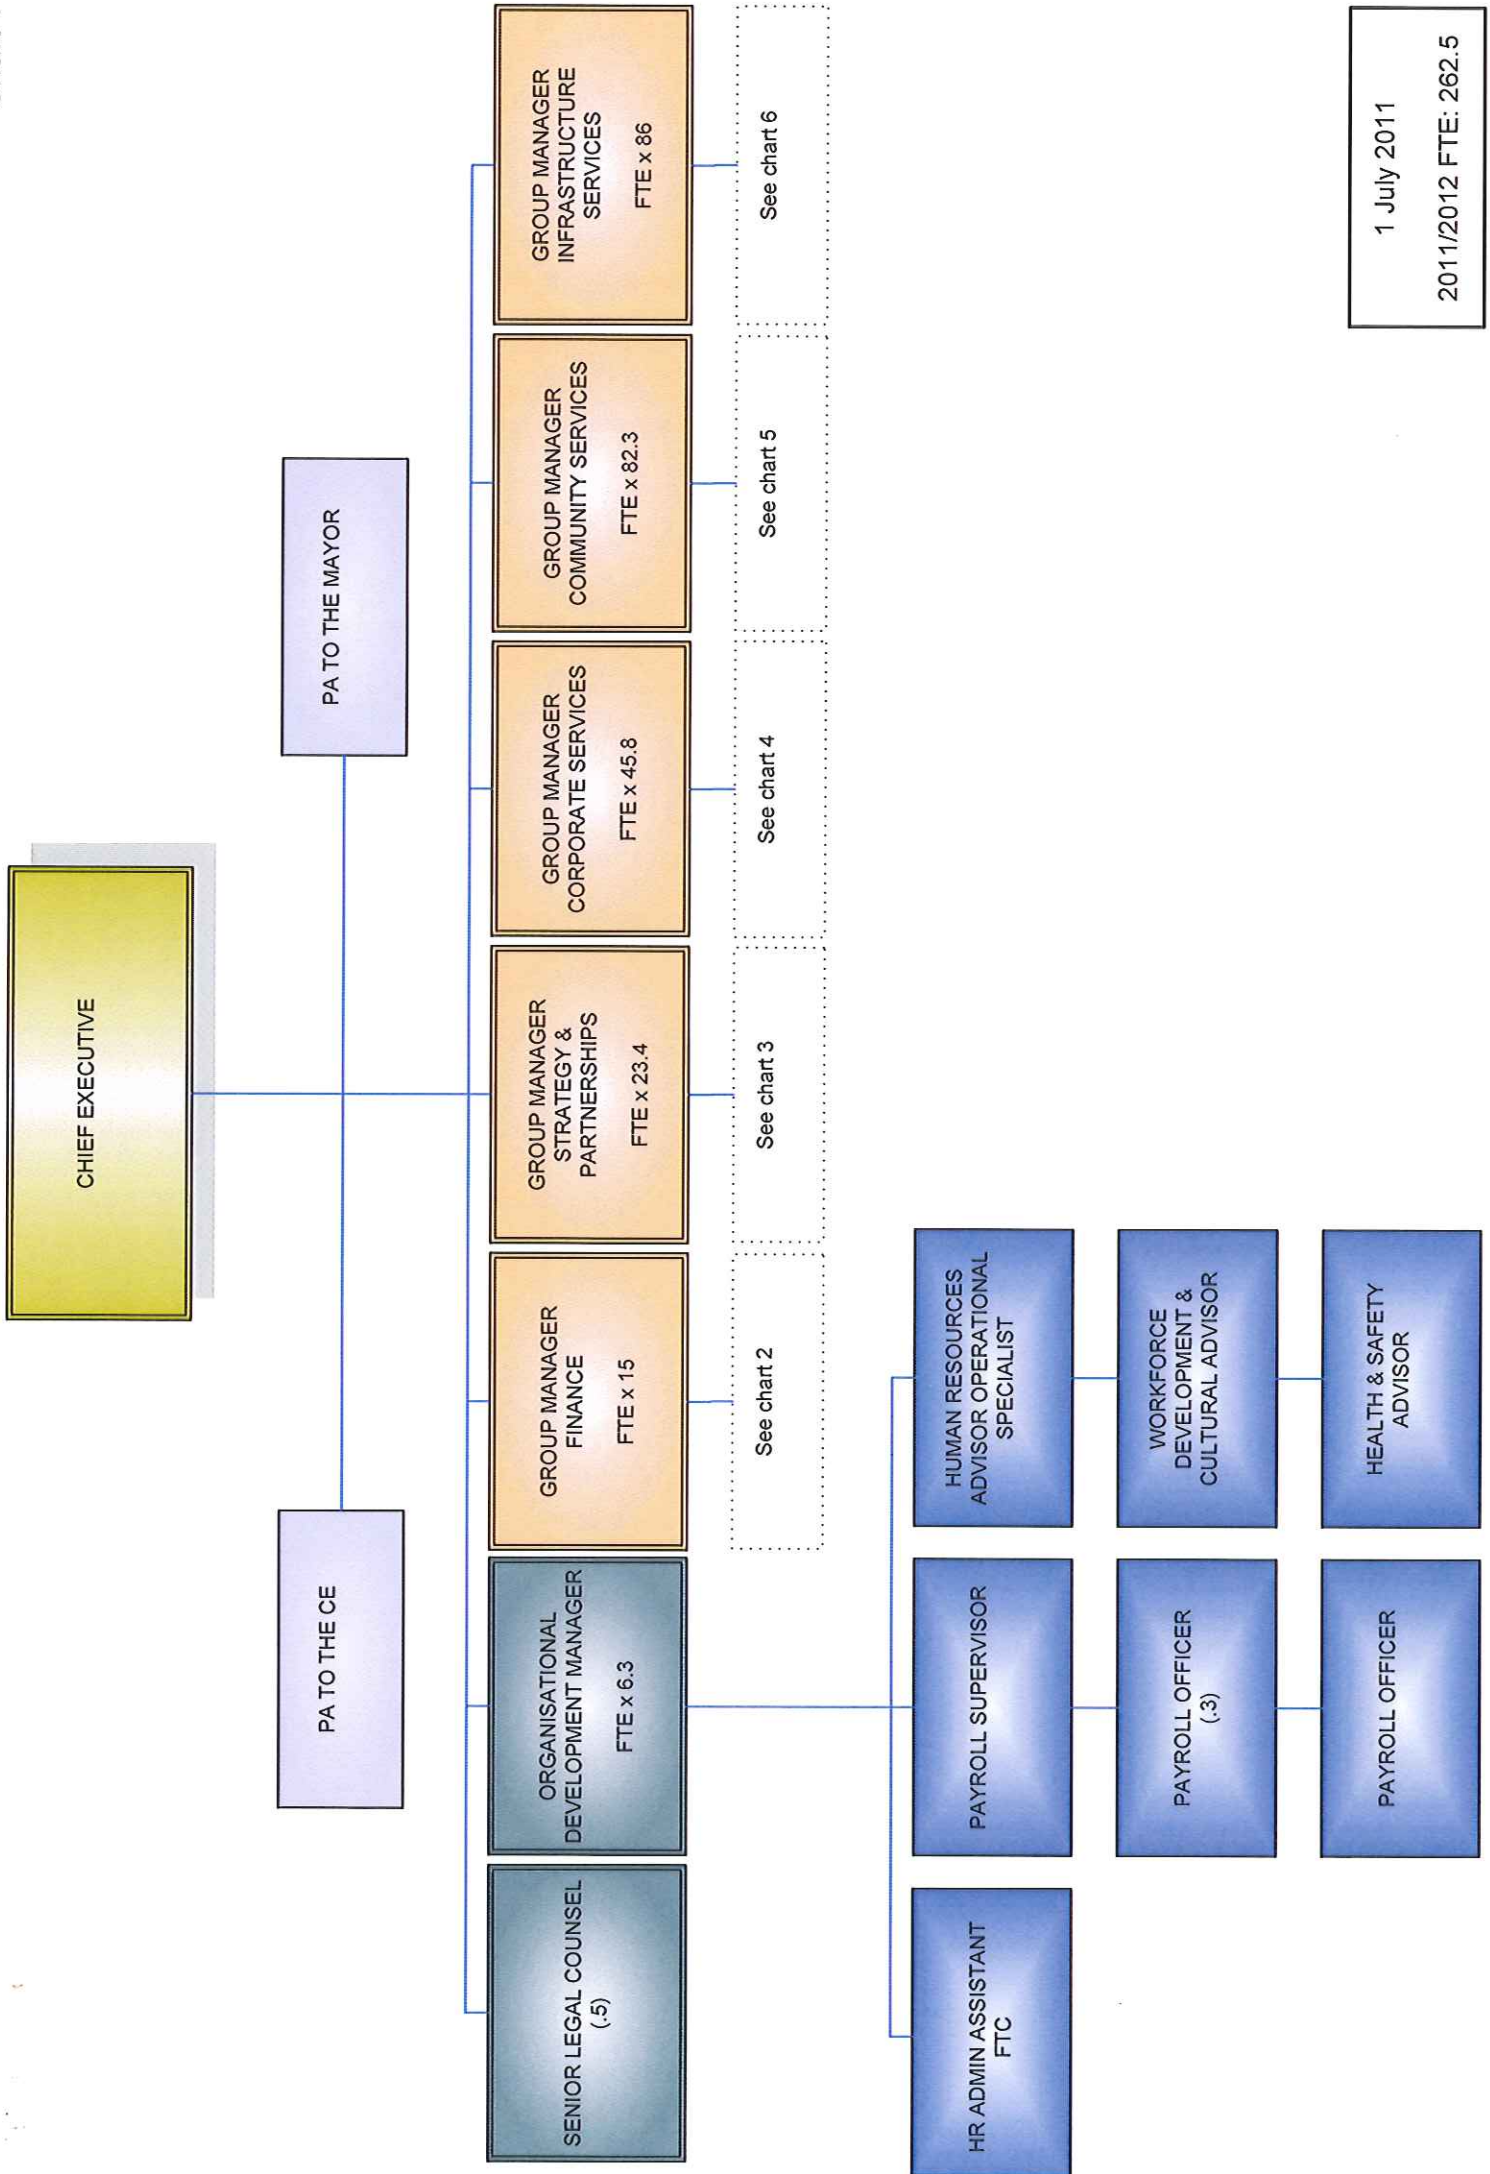 CHIEF EXECUTIVE
PA TO THE CE
PA TO THE MAYOR
SENIOR LEGAL COUNSEL
(.5)
ORGANISATIONAL
DEVELOPMENT MANAGER
FTE x 6.3
GROUP MANAGER
FINANCE
FTE x 15
GROUP MANAGER
STRATEGY &
PARTNERSHIPS
FTE x 23.4
GROUP MANAGER
CORPORATE SERVICES
FTE x 45.8
GROUP MANAGER
COMMUNITY SERVICES
FTE x 82.3
GROUP MANAGER
INFRASTRUCTURE
SERVICES
FTE x 86
See chart 2
See chart 3
See chart 4
See chart 5
See chart 6
HR ADMIN ASSISTANT
FTC
PAYROLL SUPERVISOR
HUMAN RESOURCES
ADVISOR OPERATIONAL
SPECIALIST
PAYROLL OFFICER
(.3)
WORKFORCE
DEVELOPMENT &
CULTURAL ADVISOR
PAYROLL OFFICER
HEALTH & SAFETY
ADVISOR
1 July 2011
2011/2012 FTE: 262.5